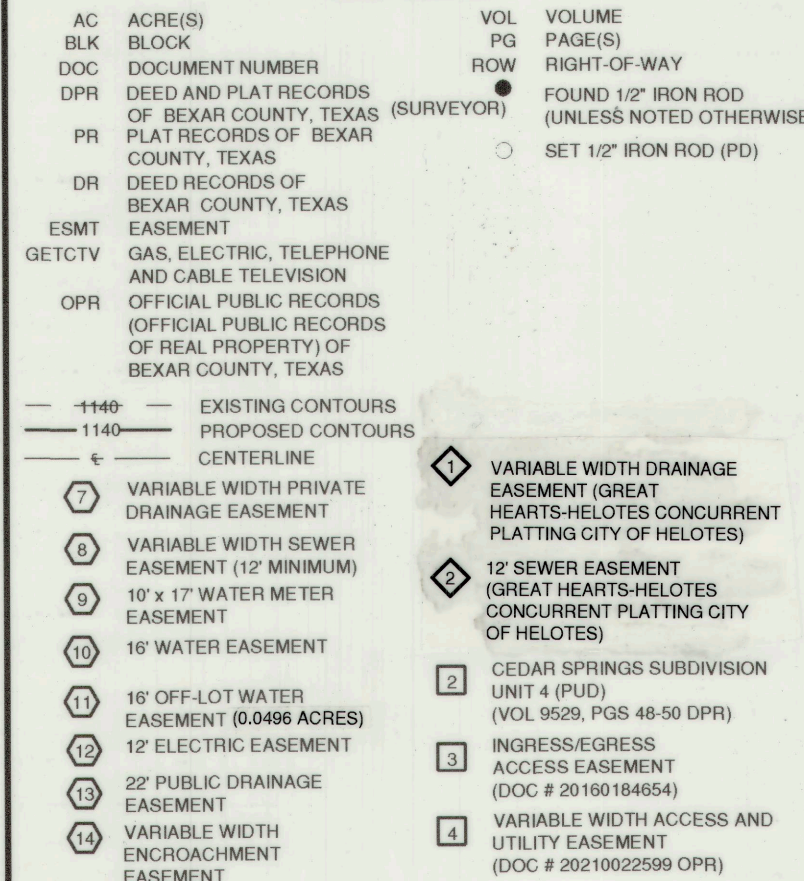 AC ACRE(S)
BLK BLOCK
DOC DOCUMENT NUMBER
DPR DEED AND PLAT RECORDS
OF BEXAR COUNTY, TEXAS
PR PLAT RECORDS OF BEXAR
COUNTY, TEXAS
DR DEED RECORDS OF
BEXAR COUNTY, TEXAS
ESMT EASEMENT
GETCTV GAS, ELECTRIC, TELEPHONE
AND CABLE TELEVISION
OPR OFFICIAL PUBLIC RECORDS
(OFFICIAL PUBLIC RECORDS
OF REAL PROPERTY) OF
BEXAR COUNTY, TEXAS
VOL VOLUME
PG PAGE(S)
ROW RIGHT-OF-WAY
(SURVEYOR) FOUND 1/2" IRON ROD
(UNLESS NOTED OTHERWISE
SET 1/2" IRON ROD (PD)
1140 EXISTING CONTOURS
1140 PROPOSED CONTOURS
℄ CENTERLINE
7 VARIABLE WIDTH PRIVATE
DRAINAGE EASEMENT
8 VARIABLE WIDTH SEWER
EASEMENT (12' MINIMUM)
9 10' x 17' WATER METER
EASEMENT
10 16' WATER EASEMENT
11 16' OFF-LOT WATER
EASEMENT (0.0496 ACRES)
12 12' ELECTRIC EASEMENT
13 22' PUBLIC DRAINAGE
EASEMENT
14 VARIABLE WIDTH
ENCROACHMENT
EASEMENT
1 VARIABLE WIDTH DRAINAGE
EASEMENT (GREAT
HEARTS-HELOTES CONCURRENT
PLATTING CITY OF HELOTES)
2 12' SEWER EASEMENT
(GREAT HEARTS-HELOTES
CONCURRENT PLATTING CITY
OF HELOTES)
2 CEDAR SPRINGS SUBDIVISION
UNIT 4 (PUD)
(VOL 9529, PGS 48-50 DPR)
3 INGRESS/EGRESS
ACCESS EASEMENT
(DOC # 20160184654)
4 VARIABLE WIDTH ACCESS AND
UTILITY EASEMENT
(DOC # 20210022599 OPR)